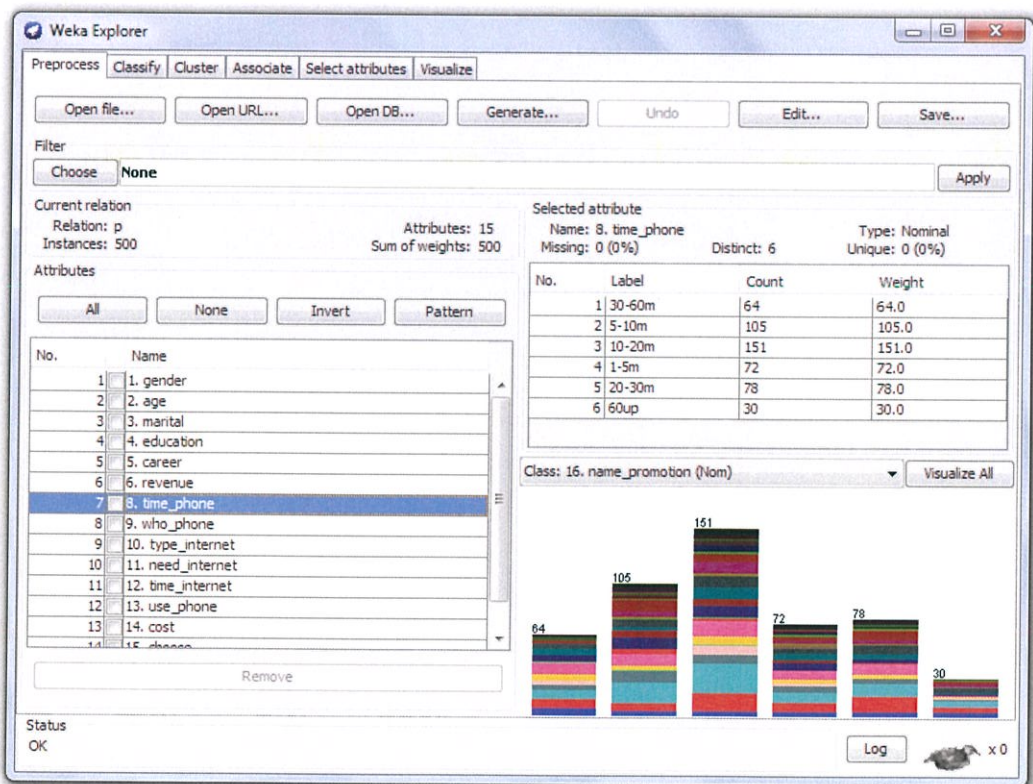 Weka Explorer
Preprocess Classify Cluster Associate Select attributes Visualize
Open file... Open URL... Open DB... Generate... Undo Edit... Save...
Filter
Choose None Apply
Current relation
Relation: p Attributes: 15
Instances: 500 Sum of weights: 500
Attributes
All None Invert Pattern
No. Name
1 1. gender
2 2. age
3 3. marital
4 4. education
5 5. career
6 6. revenue
7 8. time_phone
8 9. who_phone
9 10. type_internet
10 11. need_internet
11 12. time_internet
12 13. use_phone
13 14. cost
14 15. choose
Remove
Selected attribute
Name: 8. time_phone Type: Nominal
Missing: 0 (0%) Distinct: 6 Unique: 0 (0%)
No. Label Count Weight
1 30-60m 64 64.0
2 5-10m 105 105.0
3 10-20m 151 151.0
4 1-5m 72 72.0
5 20-30m 78 78.0
6 60up 30 30.0
Class: 16. name_promotion (Nom) Visualize All
64 105 151 72 78 30
Status
OK
Log x 0